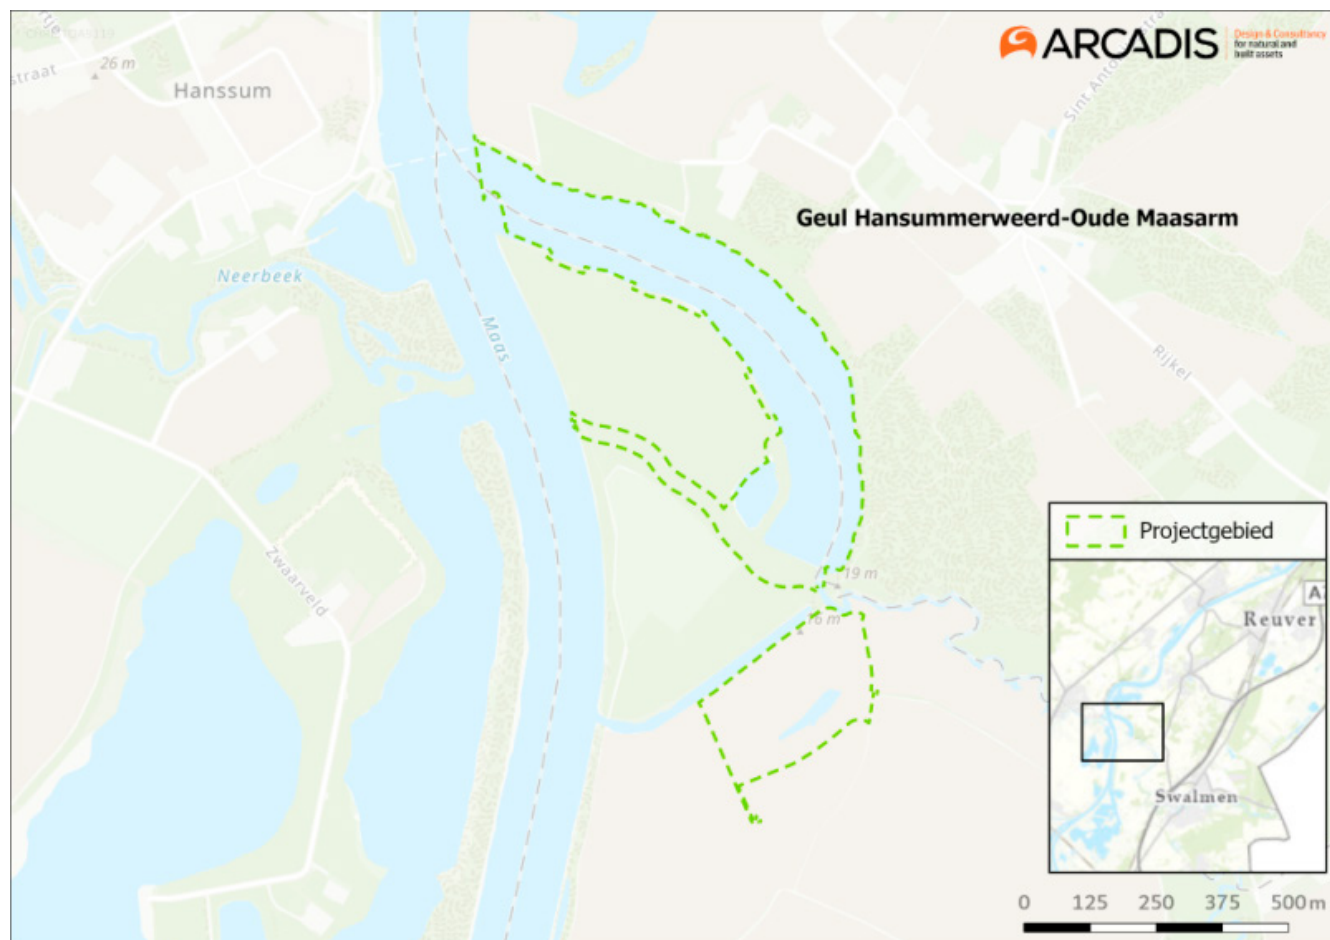 26 m
straat
Hanssum
ARCADIS
Design & Consultancy
for natural and
built assets
Geul Hansummerweerd-Oude Maasarm
Neerbeek
Maas
Rijkel
Zwaarveld
19 m
16 m
Projectgebied
Reuver
Swalmen
0 125 250 375 500 m